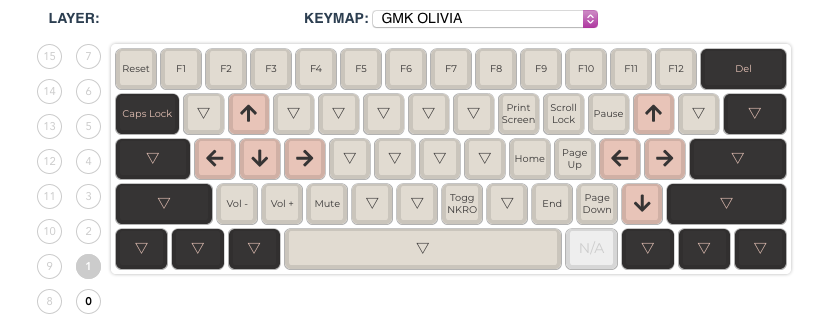 LAYER: KEYMAP: GMK OLIVIA
15 7
Reset F1 F2 F3 F4 F5 F6 F7 F8 F9 F10 F11 F12 Del
14 6
Caps Lock ▽ ↑ ▽ ▽ ▽ ▽ ▽ Print Screen Scroll Lock Pause ↑ ▽ ▽
13 5
12 4
▽ ← ↓ → ▽ ▽ ▽ ▽ Home Page Up ← → ▽
11 3
▽ Vol - Vol + Mute ▽ ▽ Togg NKRO ▽ End Page Down ↓ ▽
10 2
▽ ▽ ▽ ▽ N/A ▽ ▽ ▽
9 1
8 0